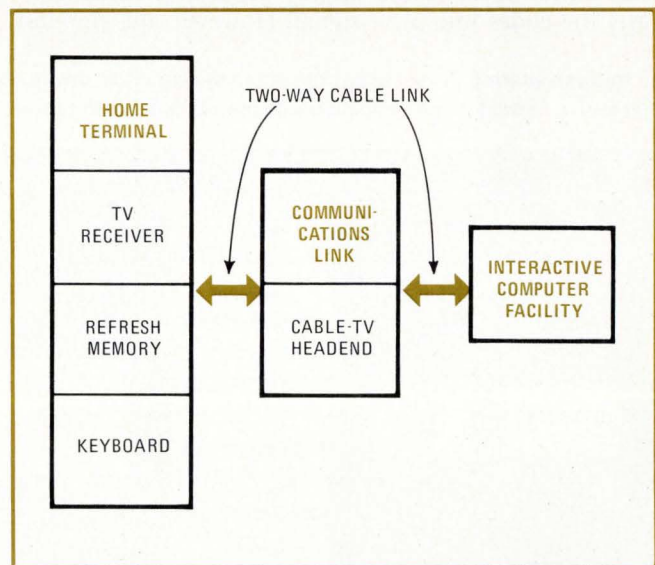 TWO-WAY CABLE LINK
HOME
TERMINAL
TV
RECEIVER
REFRESH
MEMORY
KEYBOARD
COMMUNI-
CATIONS
LINK
CABLE-TV
HEADEND
INTERACTIVE
COMPUTER
FACILITY